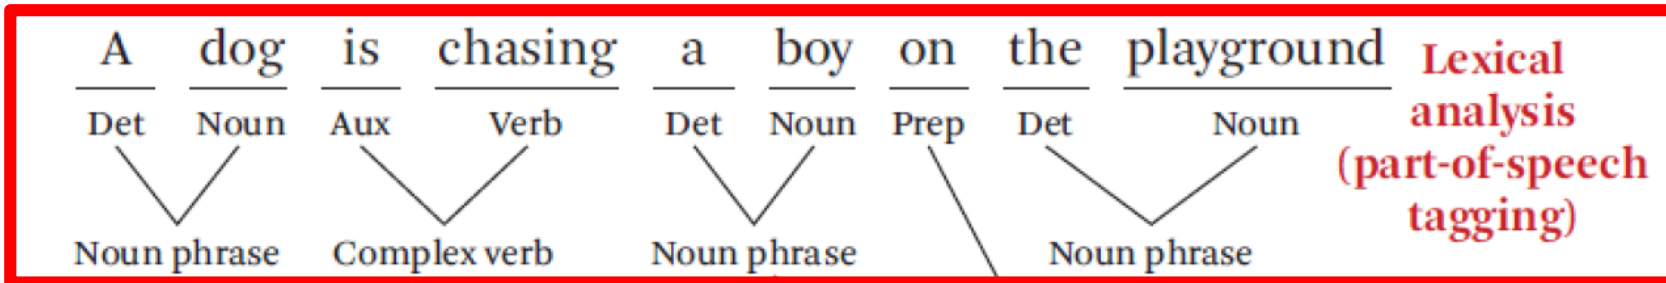 A dog is chasing a boy on the playground
Det Noun Aux Verb Det Noun Prep Det Noun
Noun phrase Complex verb Noun phrase Noun phrase
Lexical
analysis
(part-of-speech
tagging)